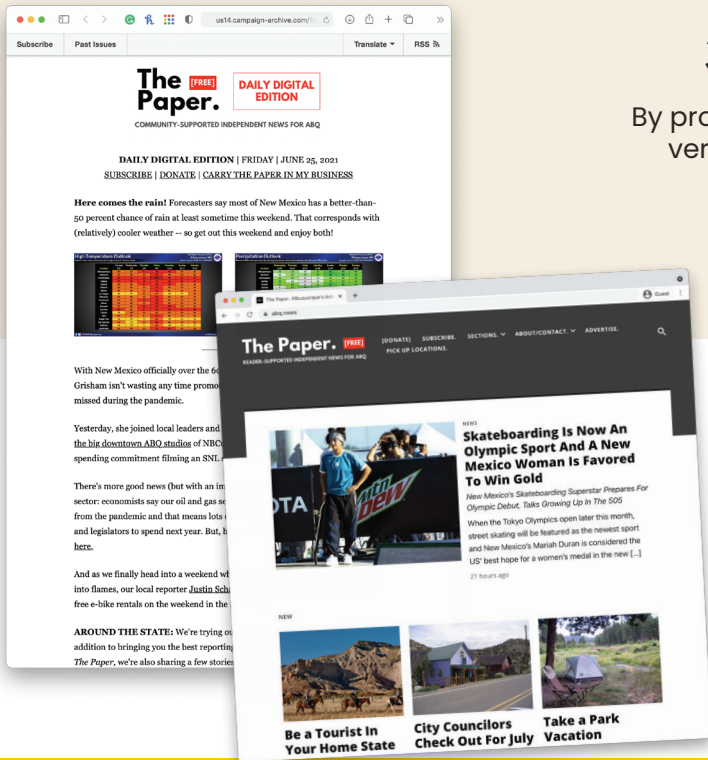 us14.campaign-archive.com/
Subscribe
Past Issues
Translate
RSS
The [FREE]
Paper.
DAILY DIGITAL
EDITION
COMMUNITY-SUPPORTED INDEPENDENT NEWS FOR ABQ
DAILY DIGITAL EDITION | FRIDAY | JUNE 25, 2021
SUBSCRIBE | DONATE | CARRY THE PAPER IN MY BUSINESS
Here comes the rain! Forecasters say most of New Mexico has a better-than-
50 percent chance of rain at least sometime this weekend. That corresponds with
(relatively) cooler weather -- so get out this weekend and enjoy both!
High Temperature Outlook
Precipitation Outlook
With New Mexico officially over the 60
Grisham isn't wasting any time promo
missed during the pandemic.
Yesterday, she joined local leaders and
the big downtown ABQ studios of NBC
spending commitment filming an SNL
There's more good news (but with an im
sector: economists say our oil and gas se
from the pandemic and that means lots
and legislators to spend next year. But, h
here.
And as we finally head into a weekend wh
into flames, our local reporter Justin Scha
free e-bike rentals on the weekend in the
AROUND THE STATE: We're trying ou
addition to bringing you the best reporting
The Paper, we're also sharing a few stories
By pro
ver
The Paper. Albuquerque's
Guest
abq.news
The Paper. [FREE]
READER-SUPPORTED INDEPENDENT NEWS FOR ABQ
[DONATE] SUBSCRIBE. SECTIONS. ABOUT/CONTACT. ADVERTISE.
PICK UP LOCATIONS.
OTA
mtn
DEW
NEWS
Skateboarding Is Now An
Olympic Sport And A New
Mexico Woman Is Favored
To Win Gold
New Mexico's Skateboarding Superstar Prepares For
Olympic Debut, Talks Growing Up In The 505
When the Tokyo Olympics open later this month,
street skating will be featured as the newest sport
and New Mexico's Mariah Duran is considered the
US' best hope for a women's medal in the new [...]
21 hours ago
NEW
Be a Tourist In
Your Home State
City Councilors
Check Out For July
Take a Park
Vacation